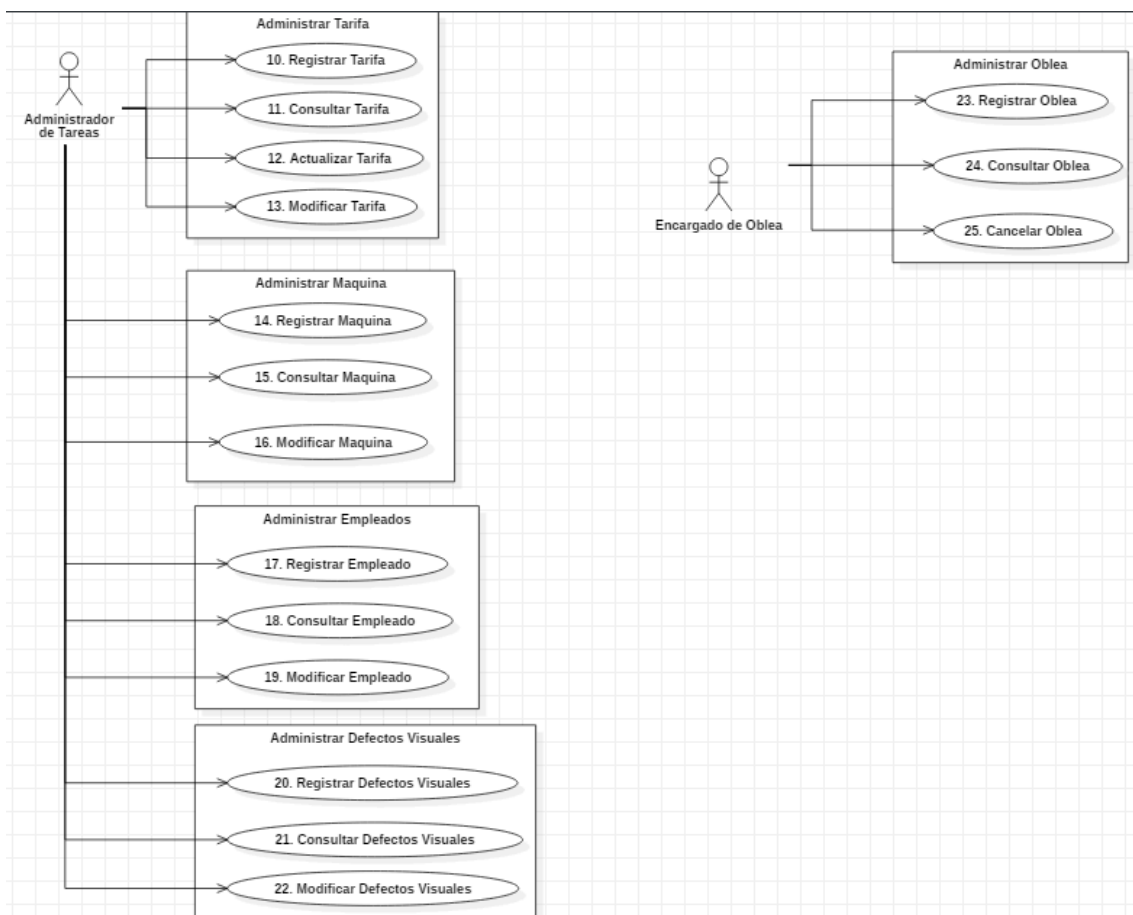 Administrar Tarifa
10. Registrar Tarifa
11. Consultar Tarifa
12. Actualizar Tarifa
13. Modificar Tarifa
Administrador
de Tareas
Administrar Maquina
14. Registrar Maquina
15. Consultar Maquina
16. Modificar Maquina
Administrar Empleados
17. Registrar Empleado
18. Consultar Empleado
19. Modificar Empleado
Administrar Defectos Visuales
20. Registrar Defectos Visuales
21. Consultar Defectos Visuales
22. Modificar Defectos Visuales
Administrar Oblea
23. Registrar Oblea
24. Consultar Oblea
25. Cancelar Oblea
Encargado de Oblea